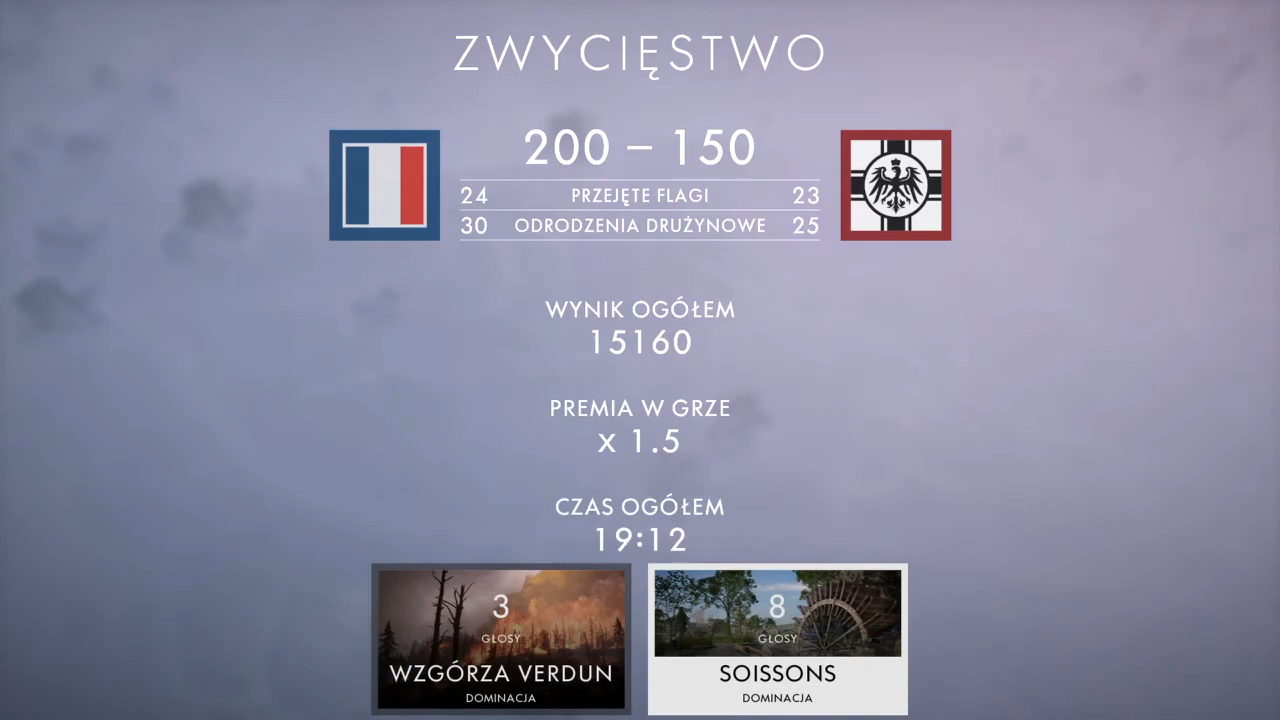 ZWYCIĘSTWO
200 – 150
24 PRZEJĘTE FLAGI 23
30 ODRODZENIA DRUŻYNOWE 25
WYNIK OGÓŁEM
15160
PREMIA W GRZE
x 1.5
CZAS OGÓŁEM
19:12
3
GŁOSY
WZGÓRZA VERDUN
DOMINACJA
8
GŁOSY
SOISSONS
DOMINACJA